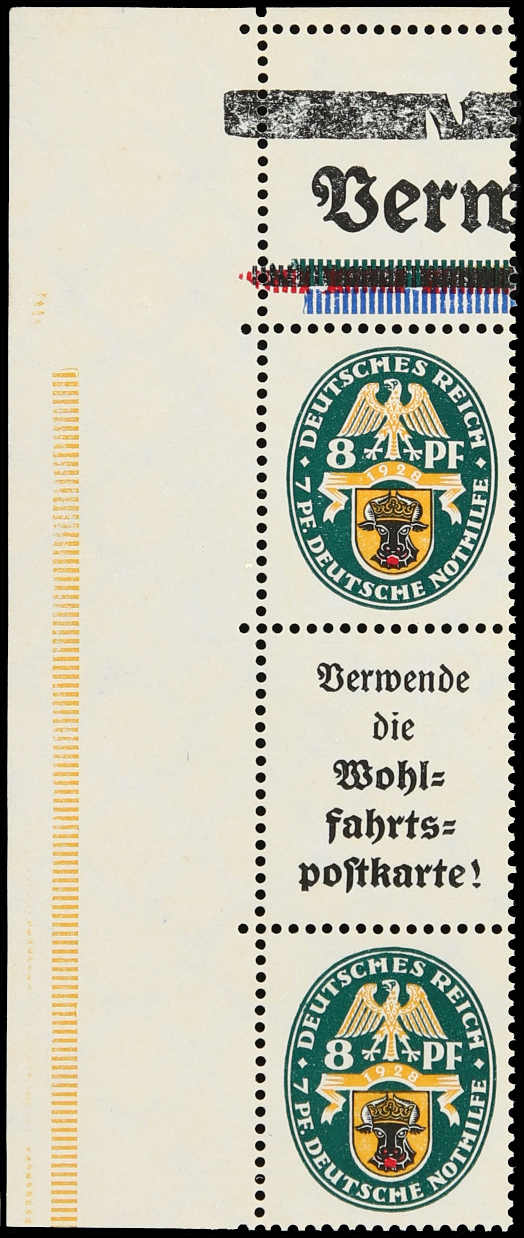 Verw
DEUTSCHES REICH
8 PF
1928
7 PF. DEUTSCHE NOTHILFE
Verwende
die
Wohl=
fahrts=
poſtkarte!
DEUTSCHES REICH
8 PF
1928
7 PF. DEUTSCHE NOTHILFE